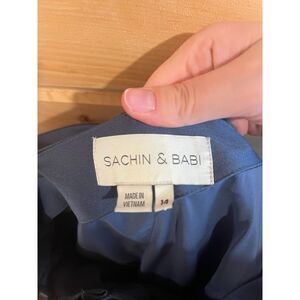 SACHIN & BABI
MADE IN
VIETNAM
14